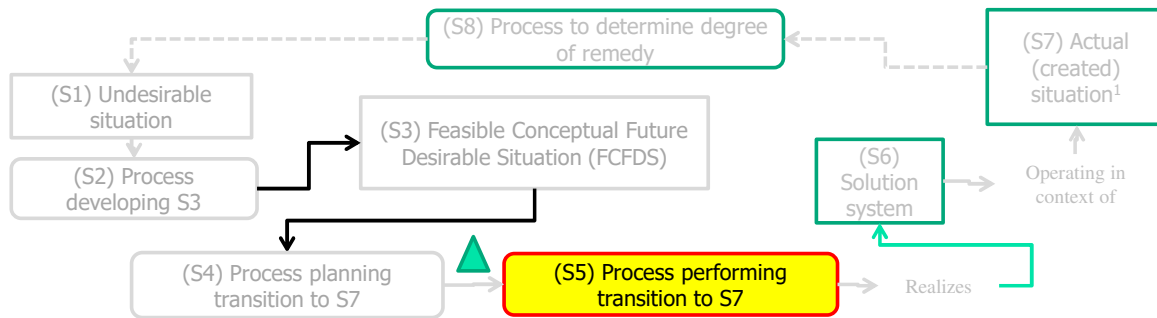 (S8) Process to determine degree
of remedy
(S7) Actual
(created)
situation¹
(S1) Undesirable
situation
(S3) Feasible Conceptual Future
Desirable Situation (FCFDS)
(S2) Process
developing S3
(S6)
Solution
system
Operating in
context of
(S4) Process planning
transition to S7
(S5) Process performing
transition to S7
Realizes